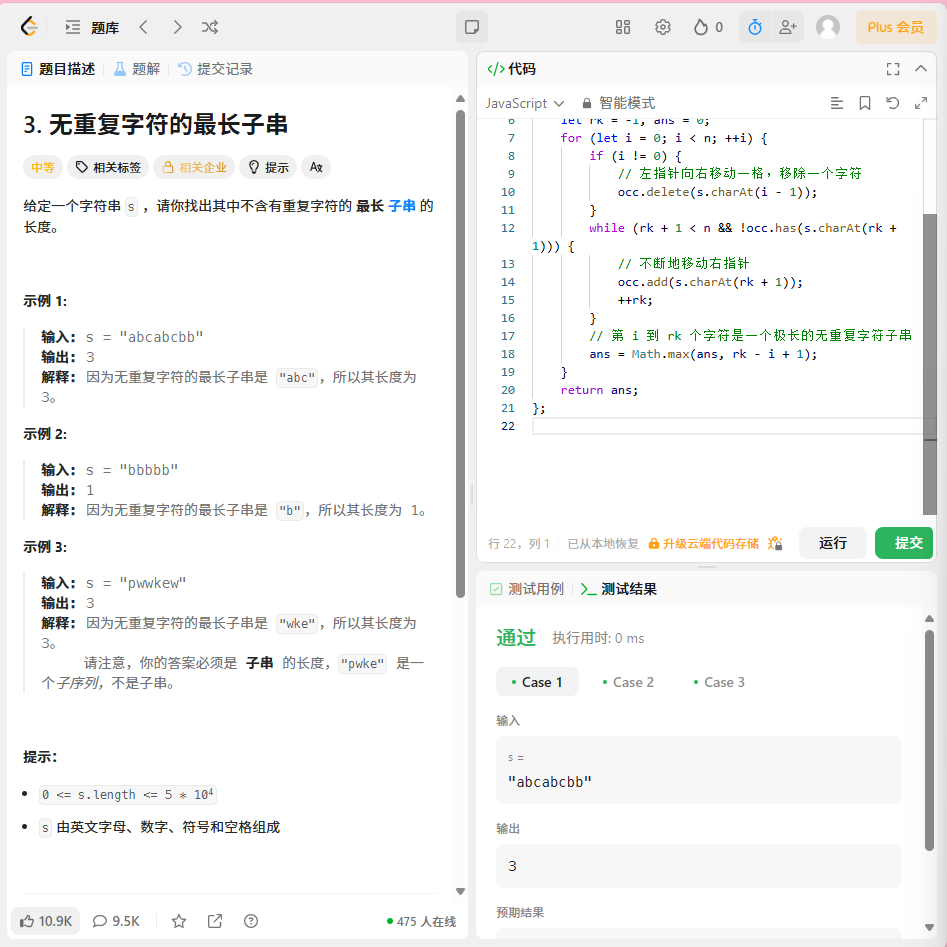 题库
0
Plus 会员
题目描述
题解
提交记录
3. 无重复字符的最长子串
中等
相关标签
相关企业
提示
给定一个字符串 s ，请你找出其中不含有重复字符的 最长 子串 的
长度。
示例 1:
输入: s = "abcabcbb"
输出: 3
解释: 因为无重复字符的最长子串是 "abc"，所以其长度为
3。
示例 2:
输入: s = "bbbbb"
输出: 1
解释: 因为无重复字符的最长子串是 "b"，所以其长度为 1。
示例 3:
输入: s = "pwwkew"
输出: 3
解释: 因为无重复字符的最长子串是 "wke"，所以其长度为
3。
请注意，你的答案必须是 子串 的长度，"pwke" 是一
个子序列，不是子串。
提示：
0 <= s.length <= 5 * 10⁴
s 由英文字母、数字、符号和空格组成
10.9K
9.5K
475 人在线
</> 代码
JavaScript
智能模式
6 let rk = -1, ans = 0;
7 for (let i = 0; i < n; ++i) {
8 if (i != 0) {
9 // 左指针向右移动一格，移除一个字符
10 occ.delete(s.charAt(i - 1));
11 }
12 while (rk + 1 < n && !occ.has(s.charAt(rk +
1))) {
13 // 不断地移动右指针
14 occ.add(s.charAt(rk + 1));
15 ++rk;
16 }
17 // 第 i 到 rk 个字符是一个极长的无重复字符子串
18 ans = Math.max(ans, rk - i + 1);
19 }
20 return ans;
21 };
22
行 22，列 1
已从本地恢复
升级云端代码存储
运行
提交
测试用例
测试结果
通过
执行用时: 0 ms
Case 1
Case 2
Case 3
输入
s =
"abcabcbb"
输出
3
预期结果